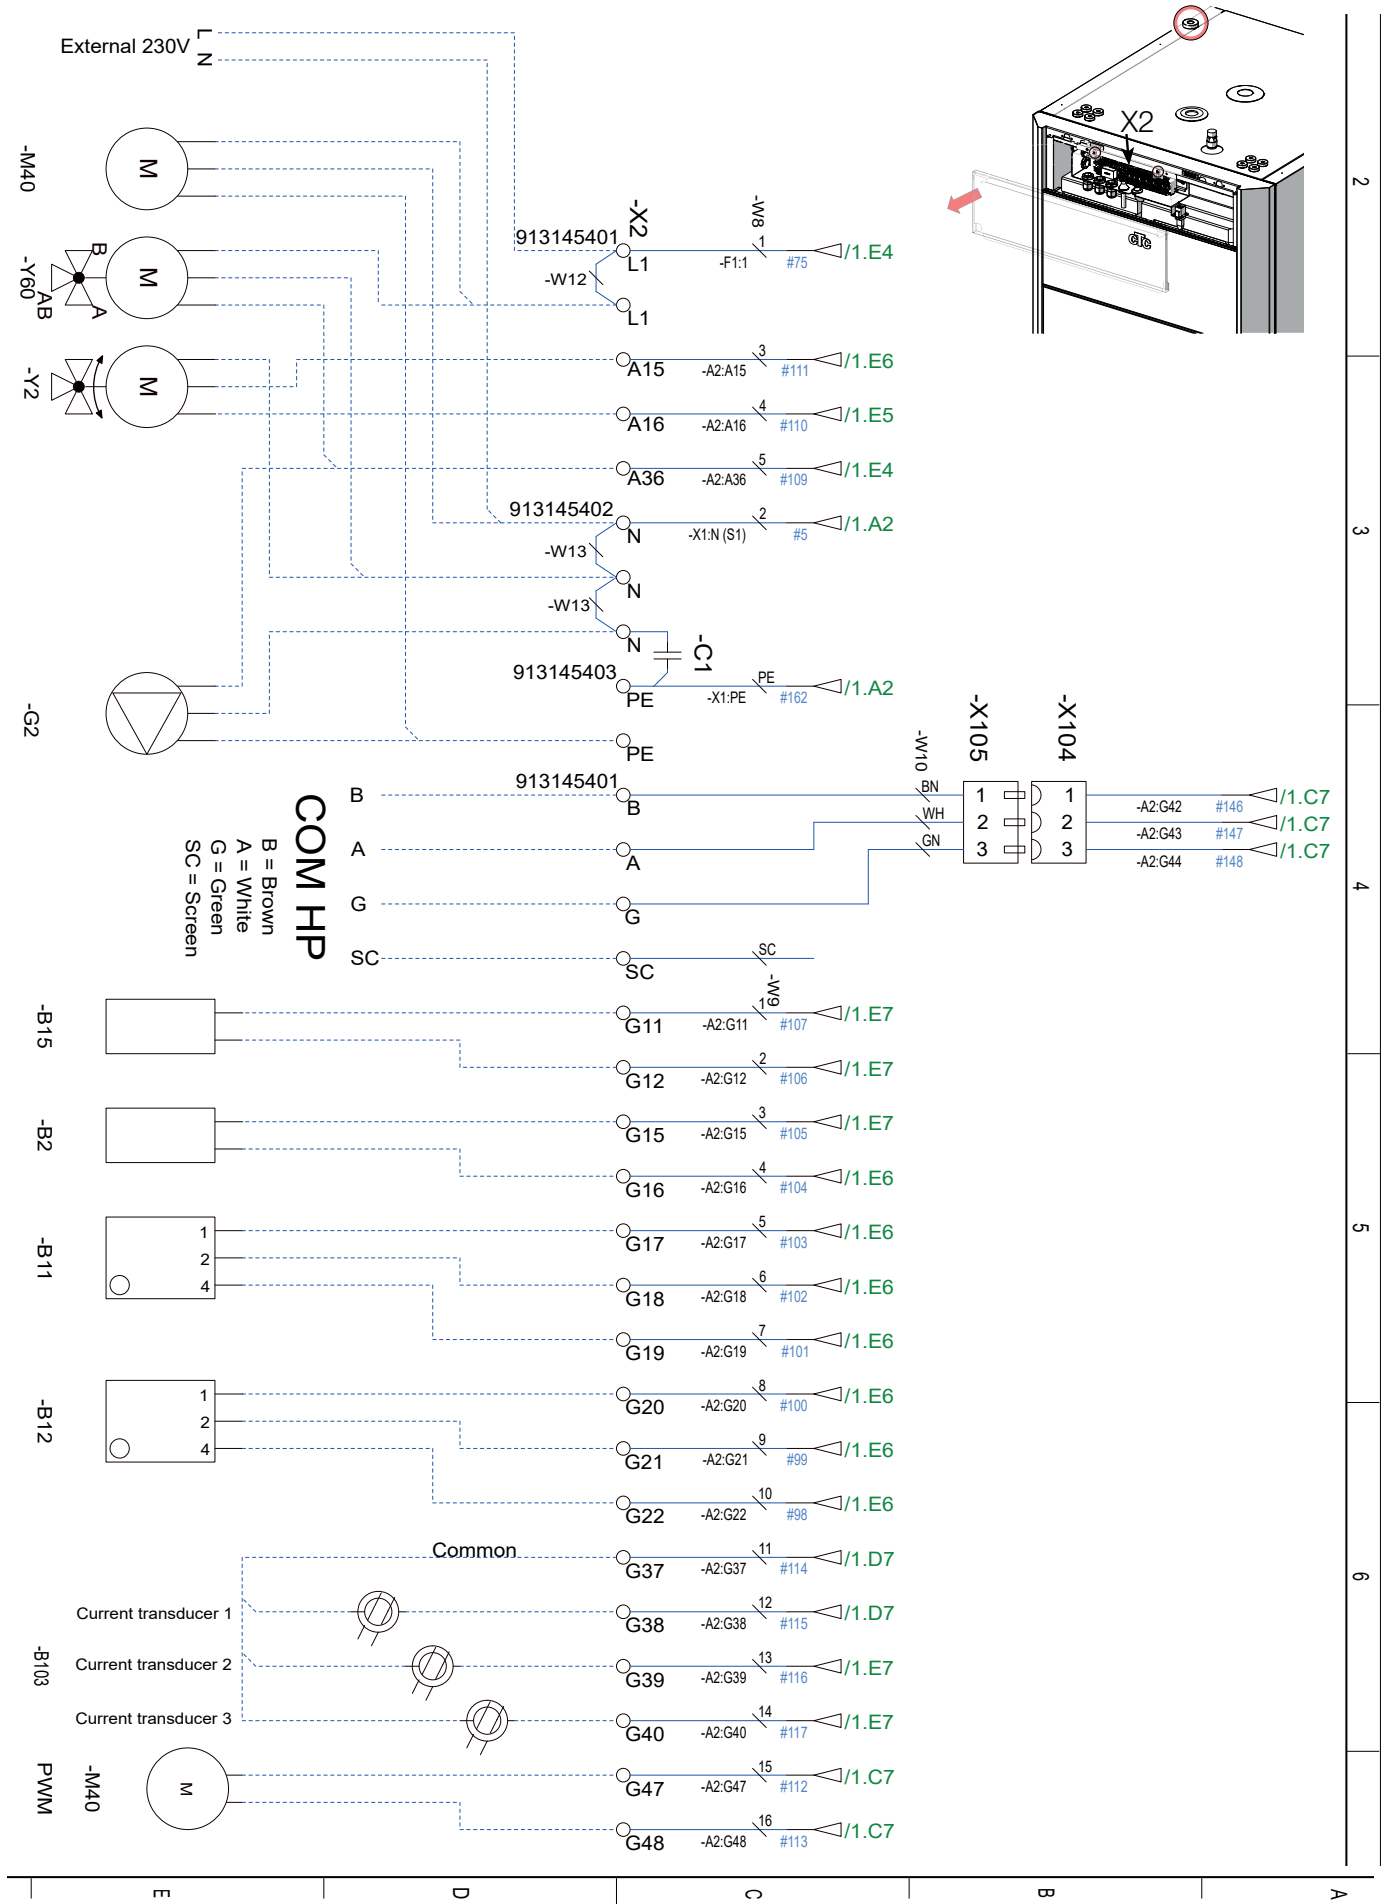 External 230V
L
N
X2
cTc
-M40
M
-X2
-W8
913145401
L1
-F1:1
1
#75
/1.E4
-W12
L1
-Y60
B
AB
A
M
-Y2
M
A15
-A2:A15
3
#111
/1.E6
A16
-A2:A16
4
#110
/1.E5
A36
-A2:A36
5
#109
/1.E4
913145402
N
-X1:N (S1)
2
#5
/1.A2
-W13
N
-W13
N
-C1
913145403
PE
-X1:PE
PE
#162
/1.A2
-G2
PE
-X105
-X104
-W10
COM HP
B = Brown
A = White
G = Green
SC = Screen
B
913145401
B
BN
1
1
-A2:G42
#146
/1.C7
WH
2
2
-A2:G43
#147
/1.C7
A
A
GN
3
3
-A2:G44
#148
/1.C7
G
G
SC
SC
SC
-W9
-B15
G11
-A2:G11
1
#107
/1.E7
G12
-A2:G12
2
#106
/1.E7
-B2
G15
-A2:G15
3
#105
/1.E7
G16
-A2:G16
4
#104
/1.E6
-B11
1
2
4
G17
-A2:G17
5
#103
/1.E6
G18
-A2:G18
6
#102
/1.E6
G19
-A2:G19
7
#101
/1.E6
-B12
1
2
4
G20
-A2:G20
8
#100
/1.E6
G21
-A2:G21
9
#99
/1.E6
G22
-A2:G22
10
#98
/1.E6
Common
G37
-A2:G37
11
#114
/1.D7
-B103
Current transducer 1
G38
-A2:G38
12
#115
/1.D7
Current transducer 2
G39
-A2:G39
13
#116
/1.E7
Current transducer 3
G40
-A2:G40
14
#117
/1.E7
PWM
-M40
M
G47
-A2:G47
15
#112
/1.C7
G48
-A2:G48
16
#113
/1.C7
2
3
4
5
6
E
D
C
B
A